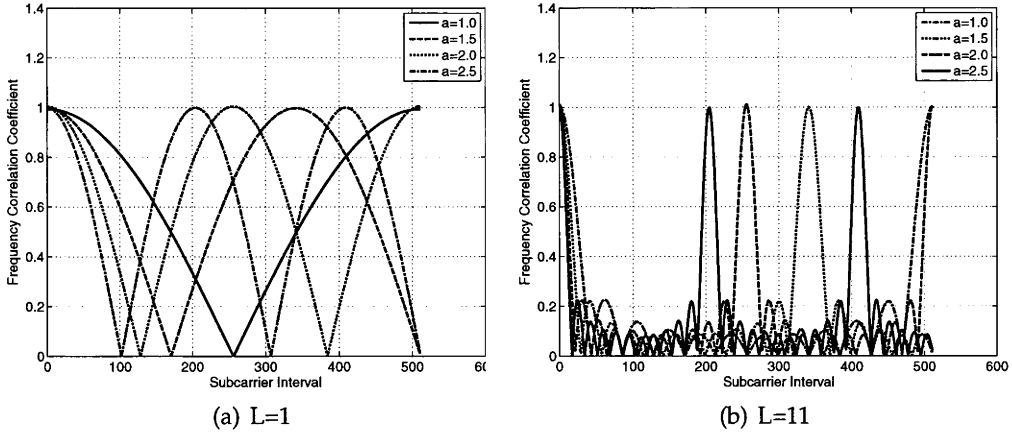 1.4
1.2
1
0.8
0.6
0.4
0.2
0
Frequency Correlation Coefficient
a=1.0
a=1.5
a=2.0
a=2.5
0 100 200 300 400 500 60
Subcarrier Interval
(a) L=1
1.4
1.2
1
0.8
0.6
0.4
0.2
0
Frequency Correlation Coefficient
a=1.0
a=1.5
a=2.0
a=2.5
0 100 200 300 400 500 600
Subcarrier Interval
(b) L=11